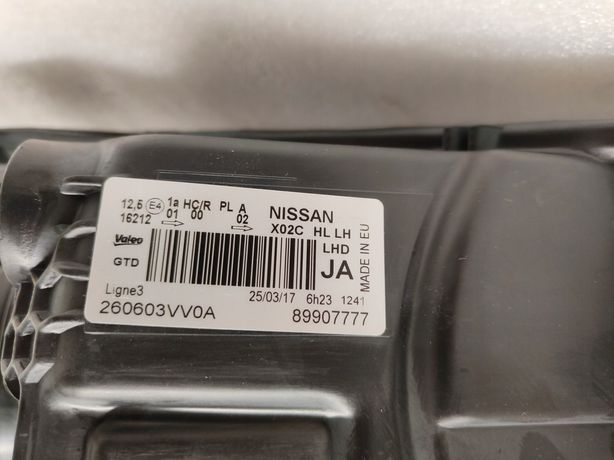 12,5 E4 1a HC/R PL A NISSAN
16212 01 00 02 X02C HL LH
Valeo LHD
GTD JA
MADE IN EU
Ligne3 25/03/17 6h23 1241
260603VV0A 89907777